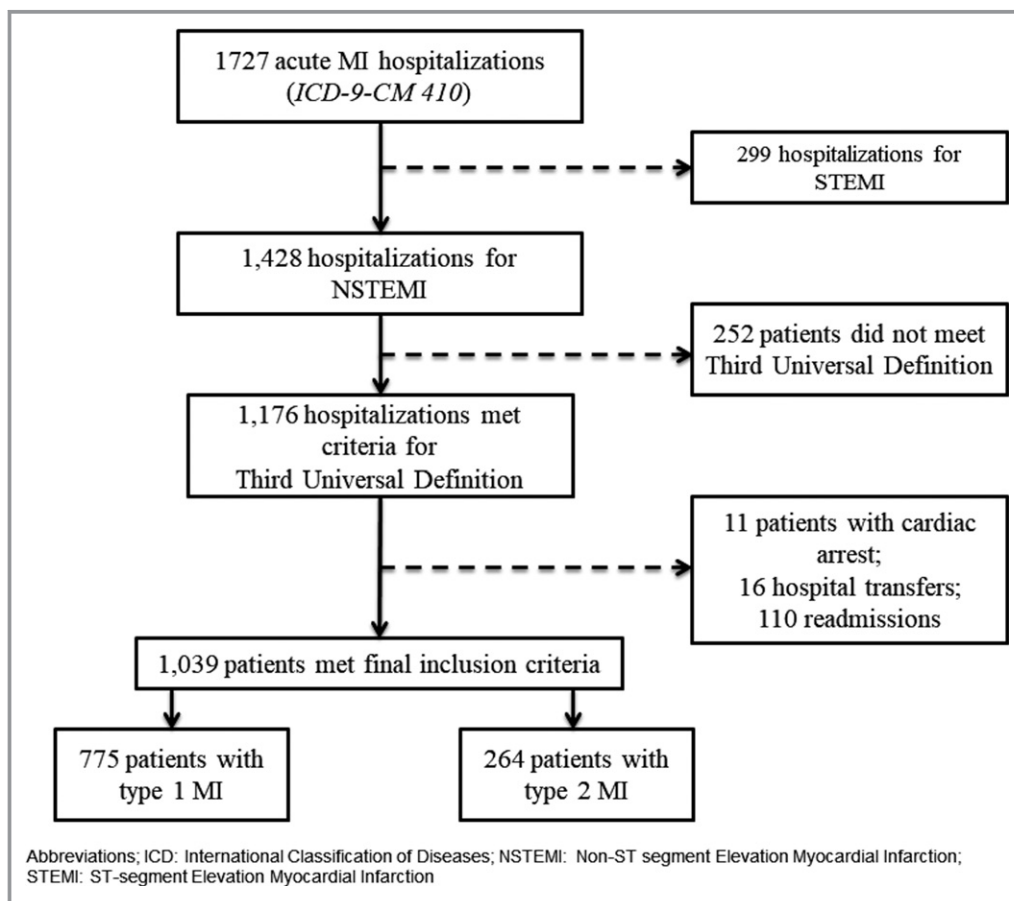 1727 acute MI hospitalizations
(ICD-9-CM 410)
299 hospitalizations for
STEMI
1,428 hospitalizations for
NSTEMI
252 patients did not meet
Third Universal Definition
1,176 hospitalizations met
criteria for
Third Universal Definition
11 patients with cardiac
arrest;
16 hospital transfers;
110 readmissions
1,039 patients met final inclusion criteria
775 patients with
type 1 MI
264 patients with
type 2 MI
Abbreviations; ICD: International Classification of Diseases; NSTEMI: Non-ST segment Elevation Myocardial Infarction;
STEMI: ST-segment Elevation Myocardial Infarction